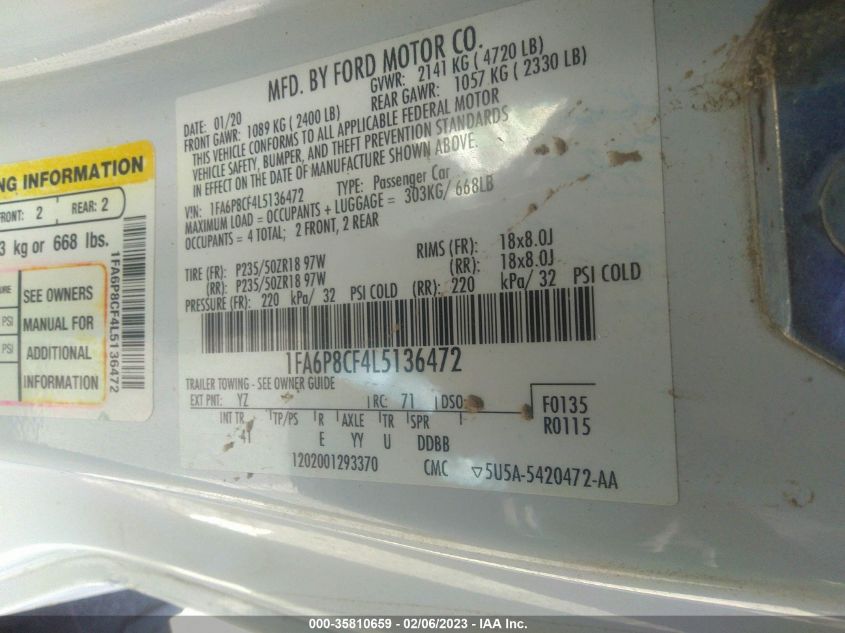 MFD. BY FORD MOTOR CO.
DATE: 01/20
GVWR: 2141 KG ( 4720 LB)
FRONT GAWR: 1089 KG ( 2400 LB)
REAR GAWR: 1057 KG ( 2330 LB)
THIS VEHICLE CONFORMS TO ALL APPLICABLE FEDERAL MOTOR
VEHICLE SAFETY, BUMPER, AND THEFT PREVENTION STANDARDS
IN EFFECT ON THE DATE OF MANUFACTURE SHOWN ABOVE.
VIN: 1FA6P8CF4L5136472
TYPE: Passenger Car
MAXIMUM LOAD = OCCUPANTS + LUGGAGE = 303KG/ 668LB
OCCUPANTS = 4 TOTAL; 2 FRONT, 2 REAR
TIRE (FR): P235/50ZR18 97W
RIMS (FR): 18x8.0J
(RR): P235/50ZR18 97W
(RR): 18x8.0J
PRESSURE (FR): 220 kPa/ 32 PSI COLD
(RR): 220 kPa/ 32 PSI COLD
1FA6P8CF4L5136472
TRAILER TOWING - SEE OWNER GUIDE
EXT PNT: YZ RC: 71 DSO:
F0135
R0115
INT TR TP/PS R AXLE TR SPR
4I E YY U DDBB
1202001293370
CMC ▽5U5A-5420472-AA
NG INFORMATION
FRONT: 2 REAR: 2
3 kg or 668 lbs.
SEE OWNERS
MANUAL FOR
ADDITIONAL
INFORMATION
PSI
PSI
1FA6P8CF4L5136472
000-35810659 - 02/06/2023 - IAA Inc.